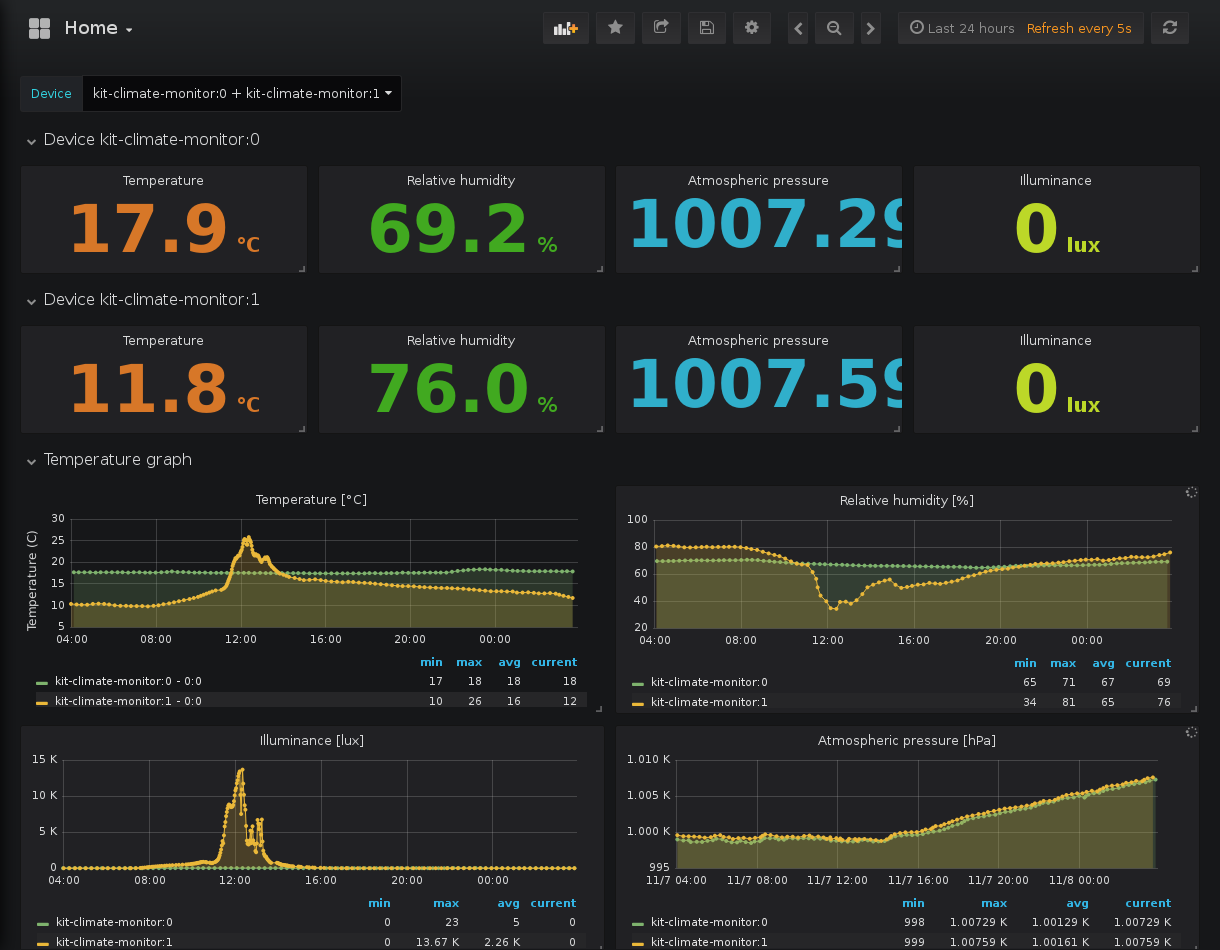 Home
Last 24 hours Refresh every 5s
Device kit-climate-monitor:0 + kit-climate-monitor:1
Device kit-climate-monitor:0
Temperature Relative humidity Atmospheric pressure Illuminance
17.9 °C 69.2 % 1007.29 0 lux
Device kit-climate-monitor:1
Temperature Relative humidity Atmospheric pressure Illuminance
11.8 °C 76.0 % 1007.59 0 lux
Temperature graph
Temperature [°C]
Temperature (C)
30
25
20
15
10
5
04:00 08:00 12:00 16:00 20:00 00:00
min max avg current
kit-climate-monitor:0 - 0:0 17 18 18 18
kit-climate-monitor:1 - 0:0 10 26 16 12
Relative humidity [%]
100
80
60
40
20
04:00 08:00 12:00 16:00 20:00 00:00
min max avg current
kit-climate-monitor:0 65 71 67 69
kit-climate-monitor:1 34 81 65 76
Illuminance [lux]
15 K
10 K
5 K
0
04:00 08:00 12:00 16:00 20:00 00:00
min max avg current
kit-climate-monitor:0 0 23 5 0
kit-climate-monitor:1 0 13.67 K 2.26 K 0
Atmospheric pressure [hPa]
1.010 K
1.005 K
1.000 K
995
11/7 04:00 11/7 08:00 11/7 12:00 11/7 16:00 11/7 20:00 11/8 00:00
min max avg current
kit-climate-monitor:0 998 1.00729 K 1.00129 K 1.00729 K
kit-climate-monitor:1 999 1.00759 K 1.00161 K 1.00759 K